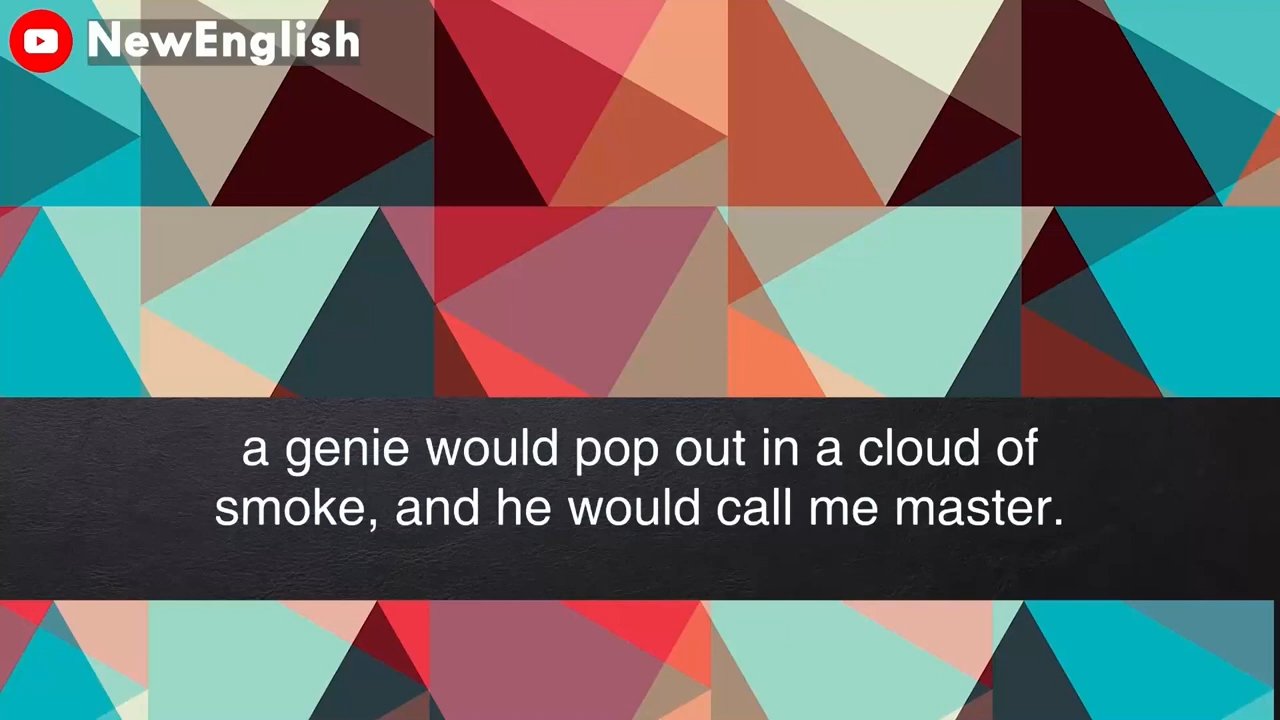 NewEnglish
a genie would pop out in a cloud of
smoke, and he would call me master.